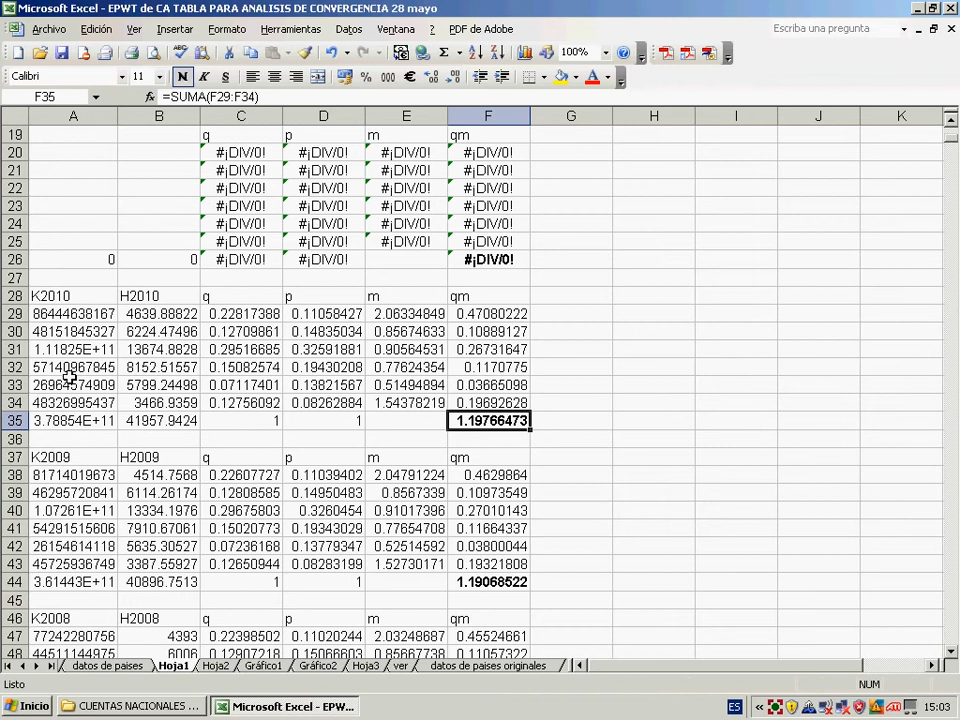 Microsoft Excel - EPWT de CA TABLA PARA ANALISIS DE CONVERGENCIA 28 mayo
Archivo Edición Ver Insertar Formato Herramientas Datos Ventana ? PDF de Adobe Escriba una pregunta
100%
Calibri 11 N K S % 000 €
F35 fx =SUMA(F29:F34)
A B C D E F G H I J K
19 q p m qm
20 #¡DIV/0! #¡DIV/0! #¡DIV/0! #¡DIV/0!
21 #¡DIV/0! #¡DIV/0! #¡DIV/0! #¡DIV/0!
22 #¡DIV/0! #¡DIV/0! #¡DIV/0! #¡DIV/0!
23 #¡DIV/0! #¡DIV/0! #¡DIV/0! #¡DIV/0!
24 #¡DIV/0! #¡DIV/0! #¡DIV/0! #¡DIV/0!
25 #¡DIV/0! #¡DIV/0! #¡DIV/0! #¡DIV/0!
26 0 0 #¡DIV/0! #¡DIV/0! #¡DIV/0!
27
28 K2010 H2010 q p m qm
29 86444638167 4639.88822 0.22817388 0.11058427 2.06334849 0.47080222
30 48151845327 6224.47496 0.12709861 0.14835034 0.85674633 0.10889127
31 1.11825E+11 13674.8828 0.29516685 0.32591881 0.90564531 0.26731647
32 57140967845 8152.51557 0.15082574 0.19430208 0.77624354 0.1170775
33 26964574909 5799.24498 0.07117401 0.13821567 0.51494894 0.03665098
34 48326995437 3466.9359 0.12756092 0.08262884 1.54378219 0.19692628
35 3.78854E+11 41957.9424 1 1 1.19766473
36
37 K2009 H2009 q p m qm
38 81714019673 4514.7568 0.22607727 0.11039402 2.04791224 0.4629864
39 46295720841 6114.26174 0.12808585 0.14950483 0.8567339 0.10973549
40 1.07261E+11 13334.1976 0.29675803 0.3260454 0.91017396 0.27010143
41 54291515606 7910.67061 0.15020773 0.19343029 0.77654708 0.11664337
42 26154614118 5635.30527 0.07236168 0.13779347 0.52514592 0.03800044
43 45725936749 3387.55927 0.12650944 0.08283199 1.52730171 0.19321808
44 3.61443E+11 40896.7513 1 1 1.19068522
45
46 K2008 H2008 q p m qm
47 77242280756 4393 0.22398502 0.11020244 2.03248687 0.45524661
48 44511144975 6006 0.12907218 0.15066603 0.85667738 0.11057322
datos de paises Hoja1 Hoja2 Gráfico1 Gráfico2 Hoja3 ver datos de paises originales
Listo NUM
Inicio CUENTAS NACIONALES ... Microsoft Excel - EPWT... ES « 15:03